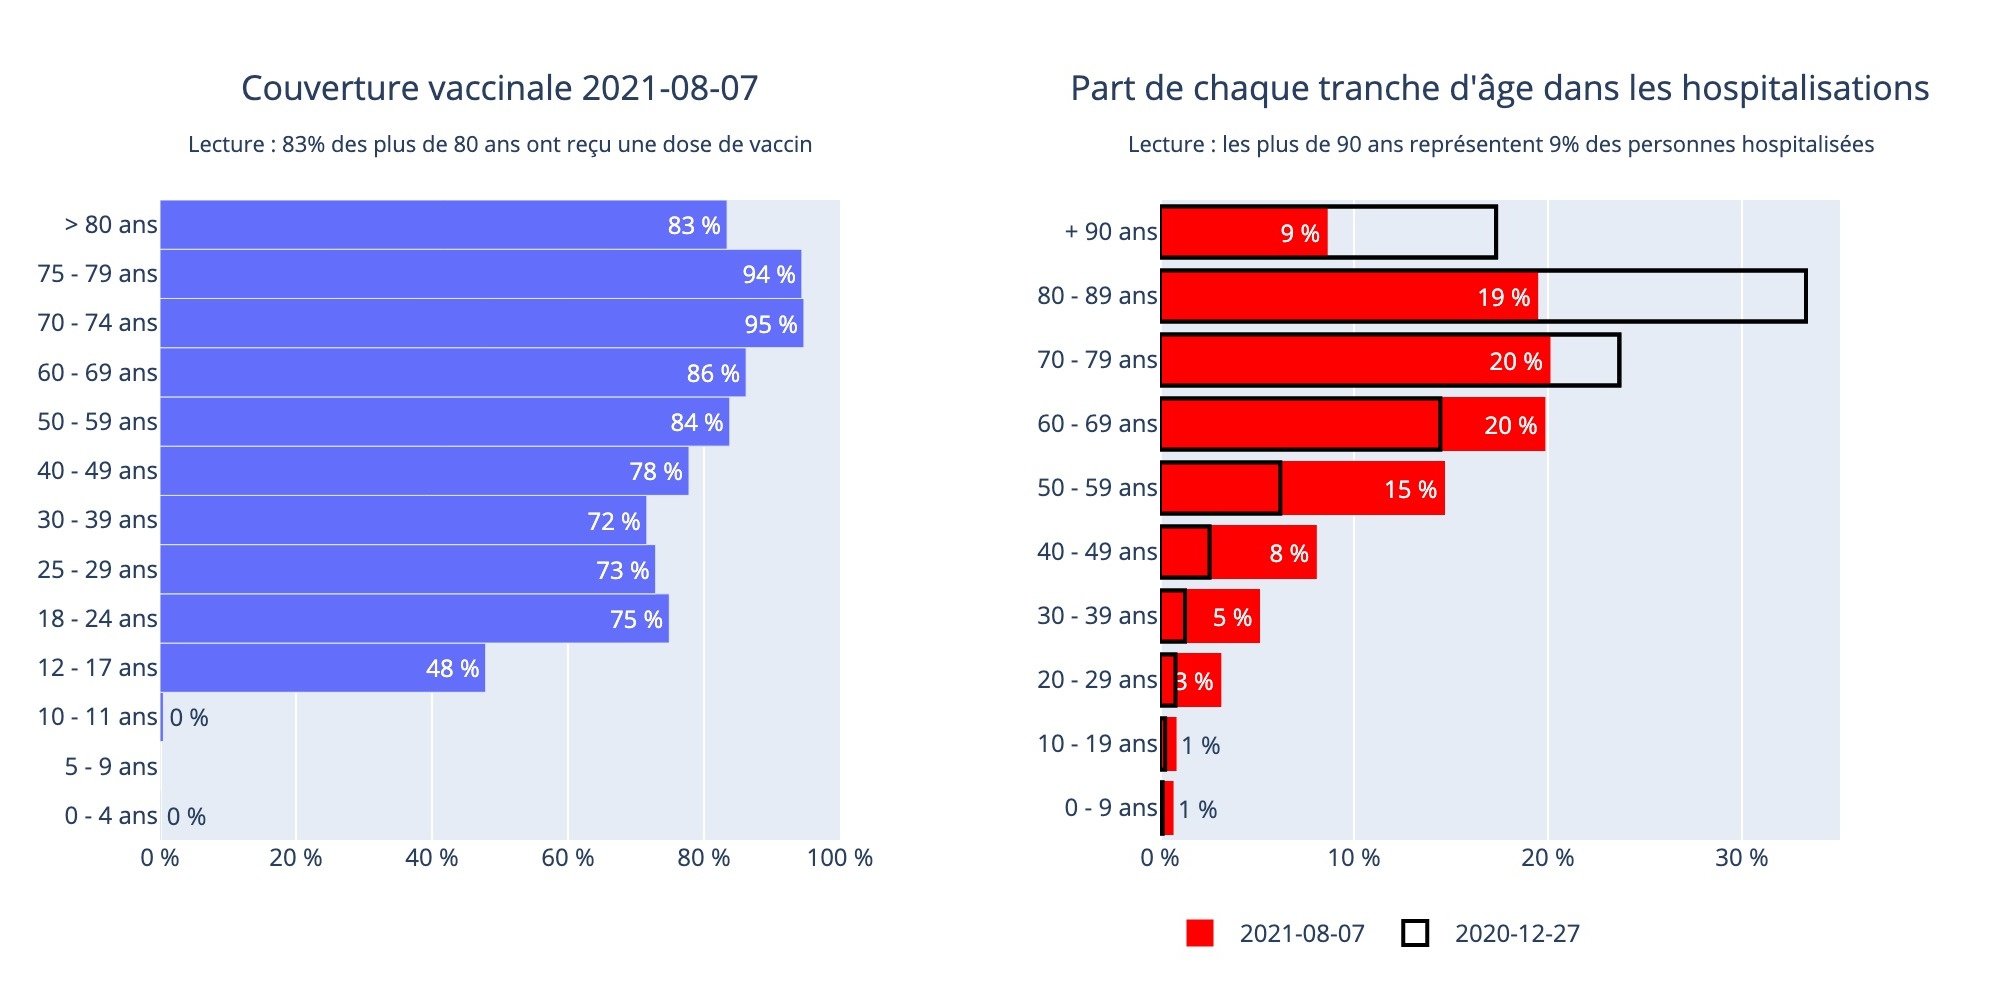 Couverture vaccinale 2021-08-07
Lecture : 83% des plus de 80 ans ont reçu une dose de vaccin
> 80 ans 83 %
75 - 79 ans 94 %
70 - 74 ans 95 %
60 - 69 ans 86 %
50 - 59 ans 84 %
40 - 49 ans 78 %
30 - 39 ans 72 %
25 - 29 ans 73 %
18 - 24 ans 75 %
12 - 17 ans 48 %
10 - 11 ans 0 %
5 - 9 ans
0 - 4 ans 0 %
0 % 20 % 40 % 60 % 80 % 100 %
Part de chaque tranche d'âge dans les hospitalisations
Lecture : les plus de 90 ans représentent 9% des personnes hospitalisées
+ 90 ans 9 %
80 - 89 ans 19 %
70 - 79 ans 20 %
60 - 69 ans 20 %
50 - 59 ans 15 %
40 - 49 ans 8 %
30 - 39 ans 5 %
20 - 29 ans 3 %
10 - 19 ans 1 %
0 - 9 ans 1 %
0 % 10 % 20 % 30 %
2021-08-07 2020-12-27